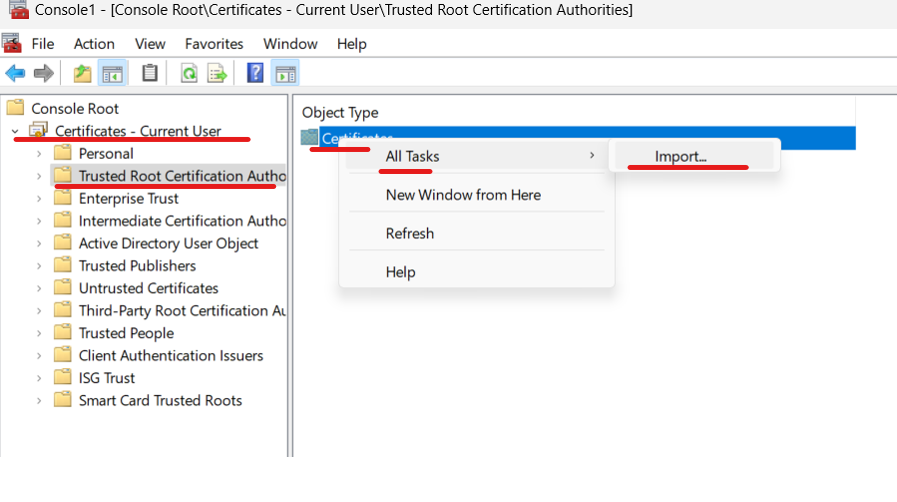 Console1 - [Console Root\Certificates - Current User\Trusted Root Certification Authorities]
File Action View Favorites Window Help
Console Root
Certificates - Current User
Personal
Trusted Root Certification Autho
Enterprise Trust
Intermediate Certification Autho
Active Directory User Object
Trusted Publishers
Untrusted Certificates
Third-Party Root Certification Au
Trusted People
Client Authentication Issuers
ISG Trust
Smart Card Trusted Roots
Object Type
Certificates
All Tasks
Import...
New Window from Here
Refresh
Help